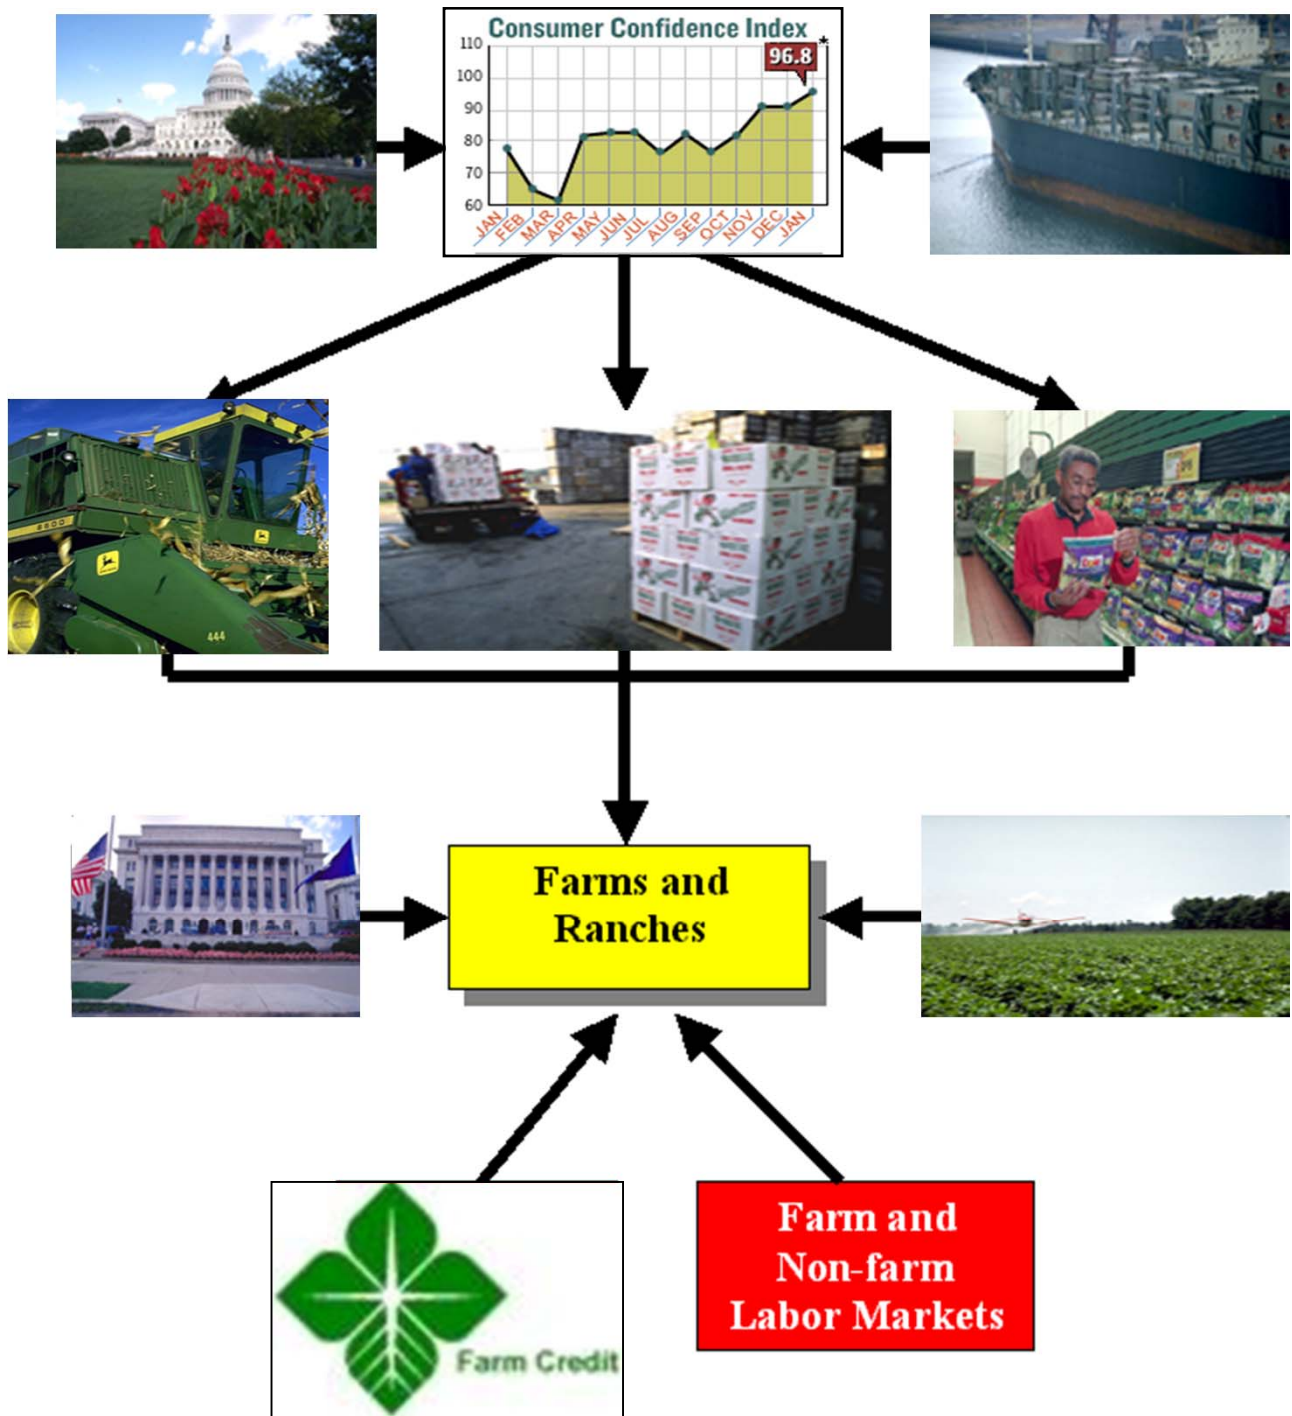 Consumer Confidence Index
*
96.8
110
100
90
80
70
60
JAN
FEB
MAR
APR
MAY
JUN
JUL
AUG
SEP
OCT
NOV
DEC
JAN
444
Farms and
Ranches
Farm and
Non-farm
Labor Markets
Farm Credit